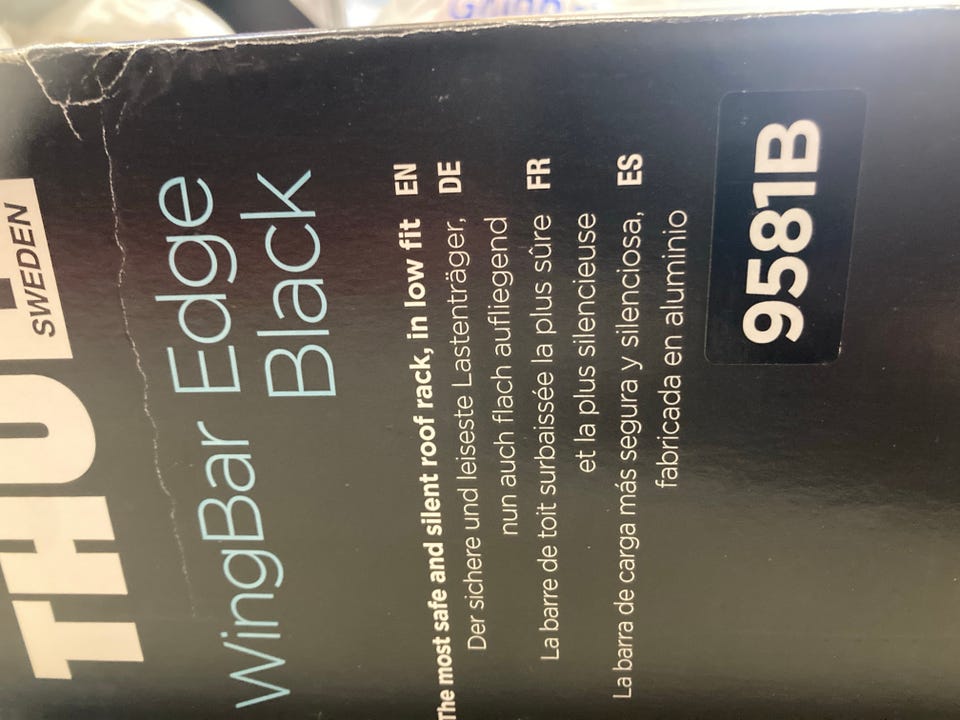 THULE
SWEDEN
WingBar Edge
Black
The most safe and silent roof rack, in low fit EN
Der sichere und leiseste Lastenträger, DE
nun auch flach aufliegend
La barre de toit surbaissée la plus sûre FR
et la plus silencieuse
La barra de carga más segura y silenciosa, ES
fabricada en aluminio
9581B